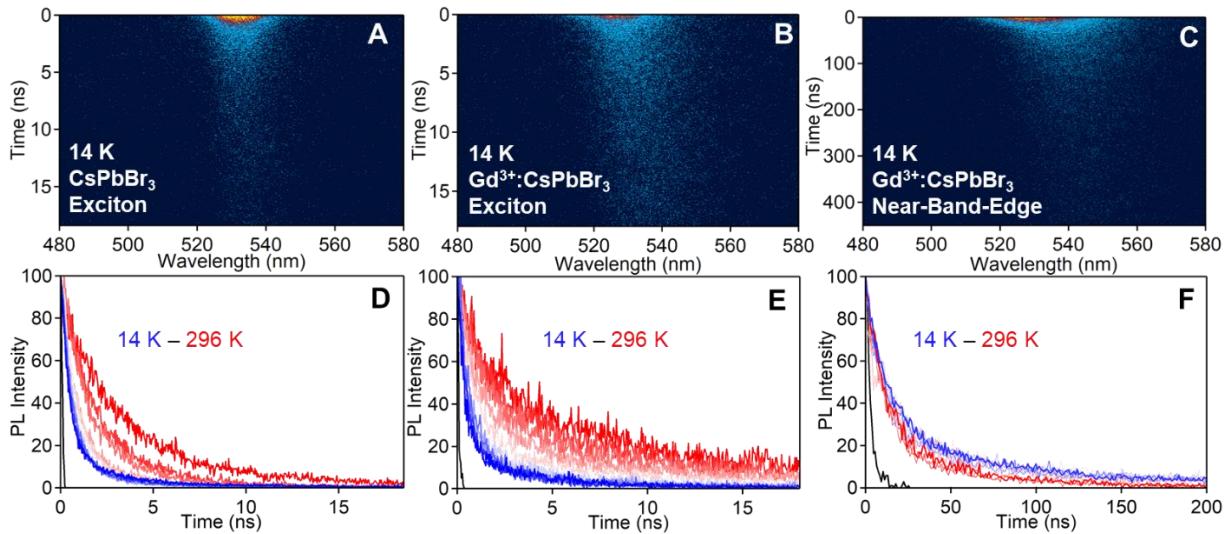 A
0
5
10
15
Time (ns)
14 K
CsPbBr₃
Exciton
480 500 520 540 560 580
Wavelength (nm)
B
0
5
10
15
Time (ns)
14 K
Gd³⁺:CsPbBr₃
Exciton
480 500 520 540 560 580
Wavelength (nm)
C
0
100
200
300
400
Time (ns)
14 K
Gd³⁺:CsPbBr₃
Near-Band-Edge
480 500 520 540 560 580
Wavelength (nm)
D
100
80
60
40
20
0
PL Intensity
14 K – 296 K
0 5 10 15
Time (ns)
E
100
80
60
40
20
0
PL Intensity
14 K – 296 K
0 5 10 15
Time (ns)
F
100
80
60
40
20
0
PL Intensity
14 K – 296 K
0 50 100 150 200
Time (ns)